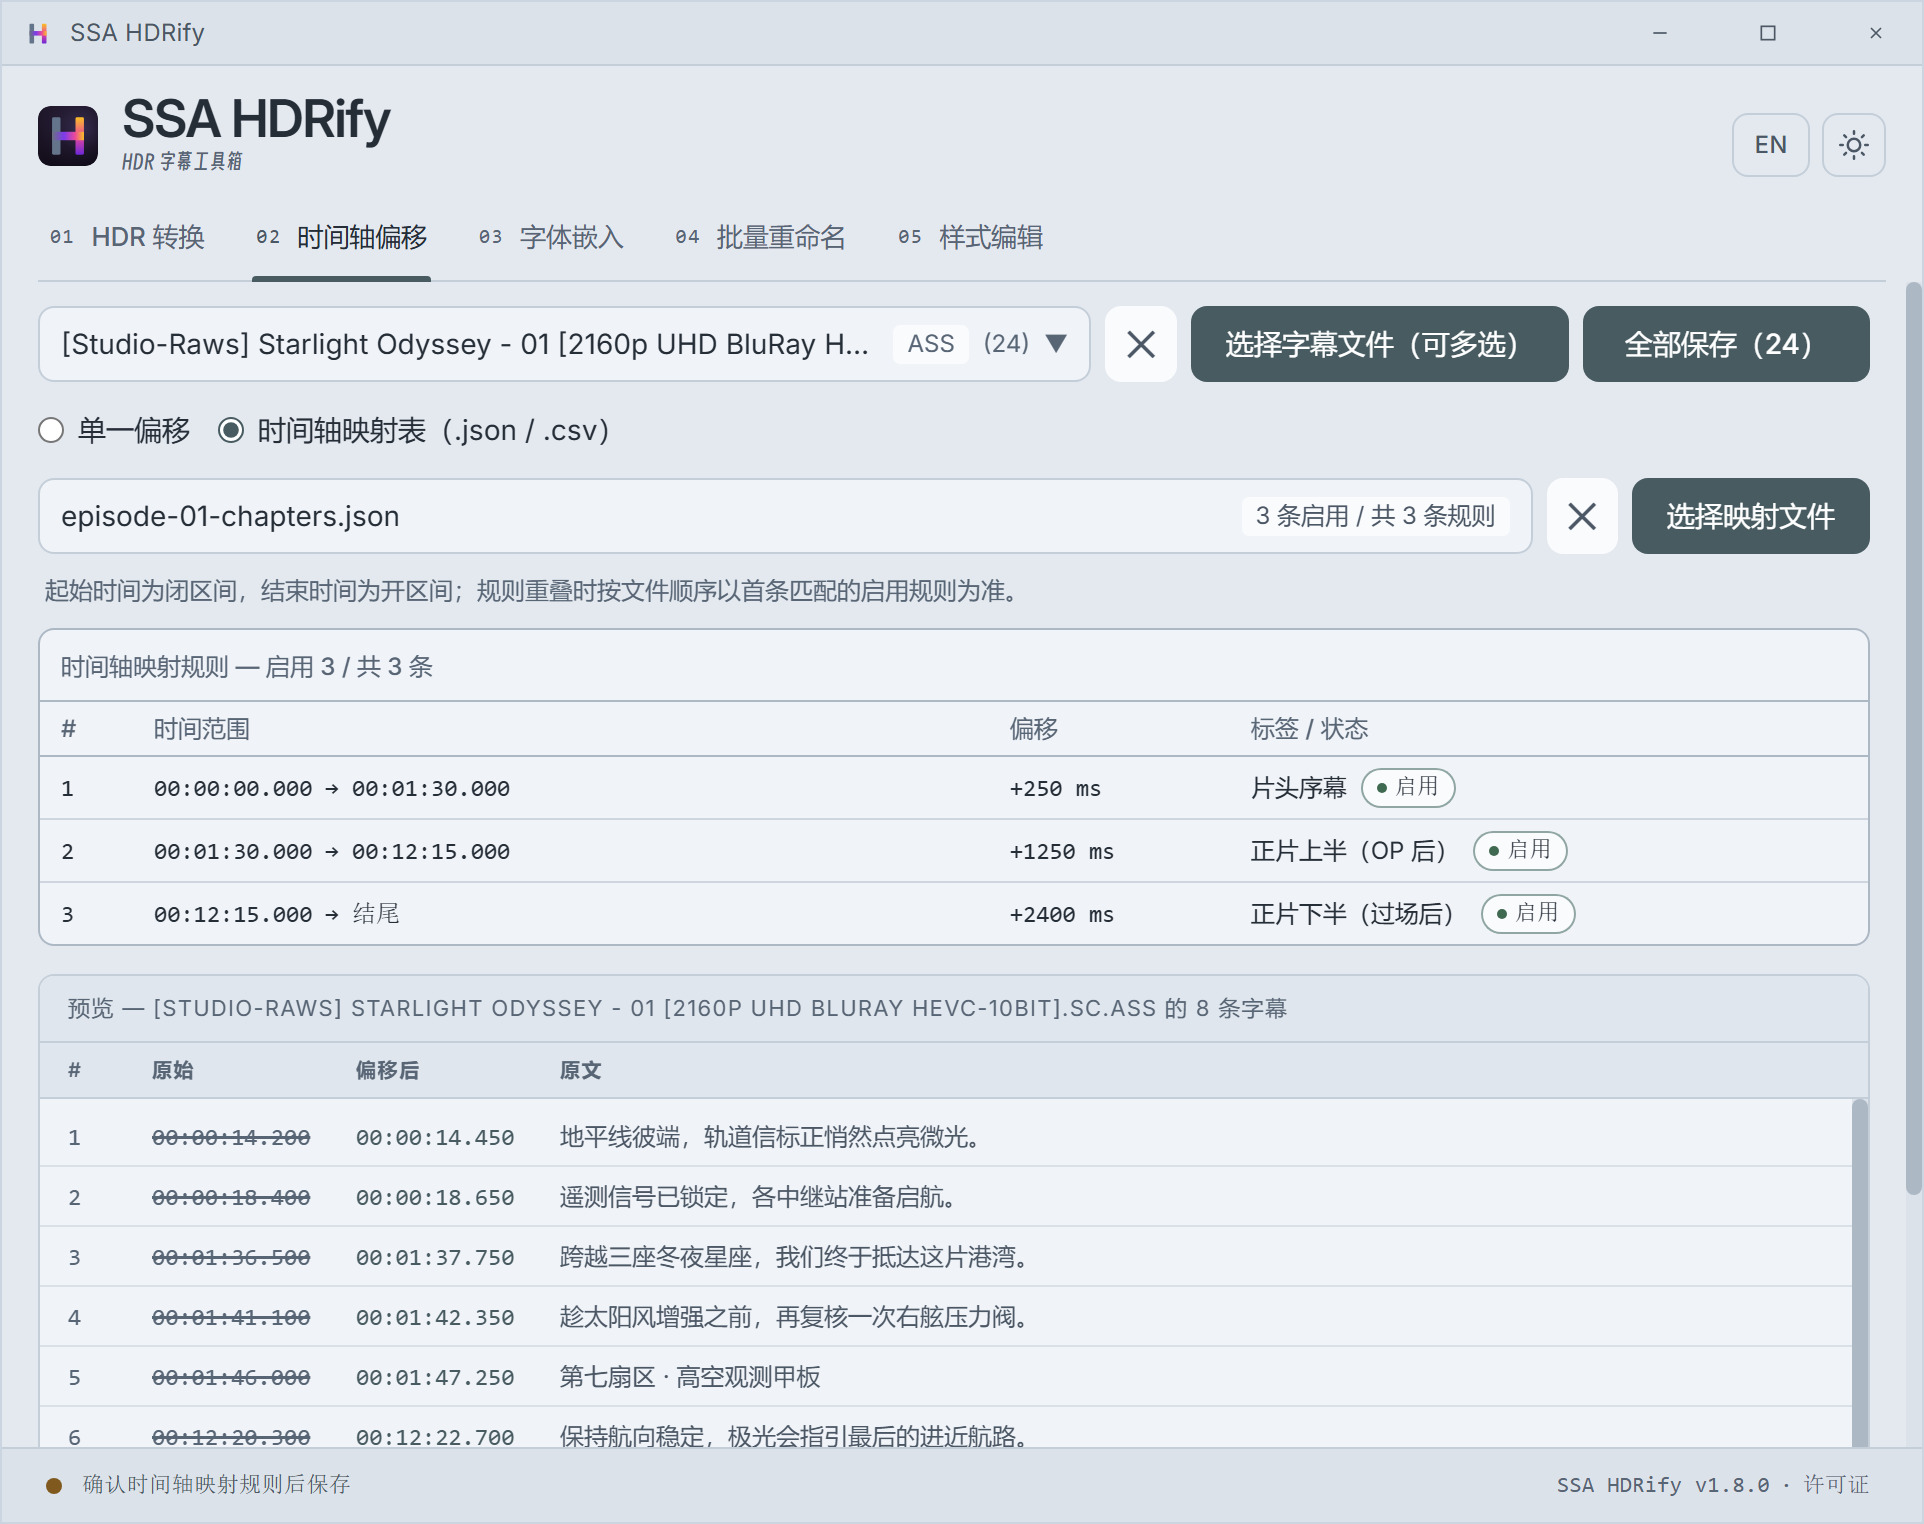 SSA HDRify
SSA HDRify
HDR 字幕工具箱
EN
01 HDR 转换
02 时间轴偏移
03 字体嵌入
04 批量重命名
05 样式编辑
[Studio-Raws] Starlight Odyssey - 01 [2160p UHD BluRay H... ASS (24)
选择字幕文件（可多选）
全部保存（24）
单一偏移
时间轴映射表（.json / .csv）
episode-01-chapters.json
3 条启用 / 共 3 条规则
选择映射文件
起始时间为闭区间，结束时间为开区间；规则重叠时按文件顺序以首条匹配的启用规则为准。
时间轴映射规则 — 启用 3 / 共 3 条
# 时间范围 偏移 标签 / 状态
1 00:00:00.000 → 00:01:30.000 +250 ms 片头序幕 启用
2 00:01:30.000 → 00:12:15.000 +1250 ms 正片上半（OP 后） 启用
3 00:12:15.000 → 结尾 +2400 ms 正片下半（过场后） 启用
预览 — [STUDIO-RAWS] STARLIGHT ODYSSEY - 01 [2160P UHD BLURAY HEVC-10BIT].SC.ASS 的 8 条字幕
# 原始 偏移后 原文
1 00:00:14.200 00:00:14.450 地平线彼端，轨道信标正悄然点亮微光。
2 00:00:18.400 00:00:18.650 遥测信号已锁定，各中继站准备启航。
3 00:01:36.500 00:01:37.750 跨越三座冬夜星座，我们终于抵达这片港湾。
4 00:01:41.100 00:01:42.350 趁太阳风增强之前，再复核一次右舷压力阀。
5 00:01:46.000 00:01:47.250 第七扇区 · 高空观测甲板
6 00:12:20.300 00:12:22.700 保持航向稳定，极光会指引最后的进近航路。
确认时间轴映射规则后保存
SSA HDRify v1.8.0 · 许可证